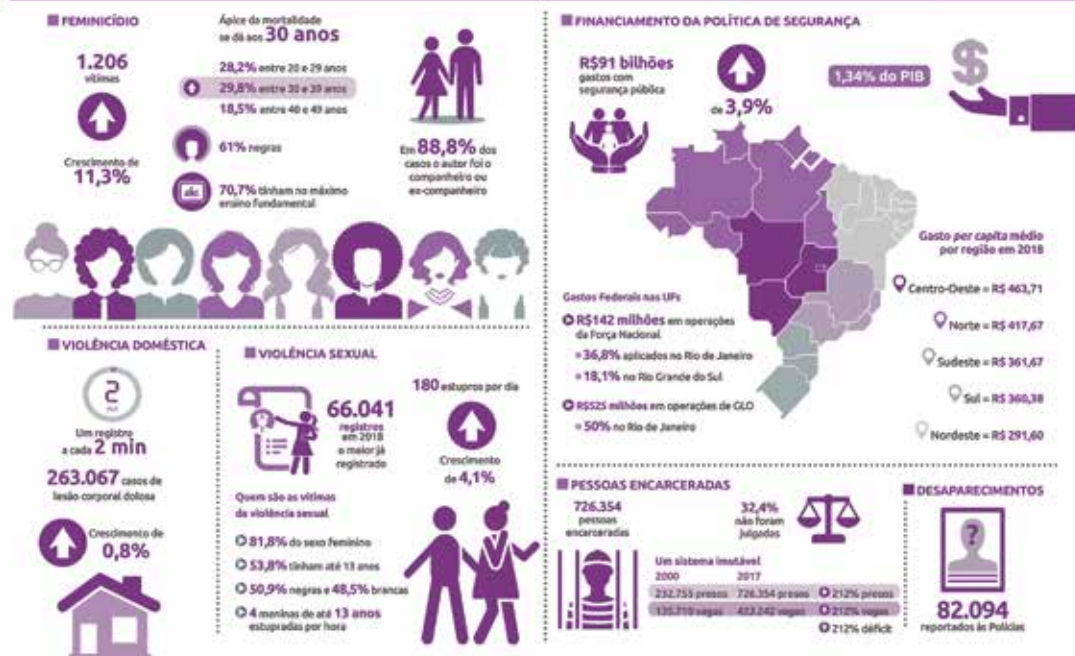 FEMINICÍDIO
1.206
vítimas
Crescimento de
11,3%
Ápice da mortalidade
se dá aos 30 anos
28,2% entre 20 e 29 anos
29,8% entre 30 e 39 anos
18,5% entre 40 e 49 anos
61% negras
abc
70,7% tinham no máximo
ensino fundamental
Em 88,8% dos
casos o autor foi o
companheiro ou
ex-companheiro
VIOLÊNCIA DOMÉSTICA
2
Um registro
a cada 2 min
263.067 casos de
lesão corporal dolosa
Crescimento de
0,8%
VIOLÊNCIA SEXUAL
66.041
registros
em 2018
o maior já
registrado
180 estupros por dia
Crescimento
de 4,1%
Quem são as vítimas
da violência sexual
81,8% do sexo feminino
53,8% tinham até 13 anos
50,9% negras e 48,5% brancas
4 meninas de até 13 anos
estupradas por hora
FINANCIAMENTO DA POLÍTICA DE SEGURANÇA
R$91 bilhões
gastos com
segurança pública
de 3,9%
1,34% do PIB
$
Gastos Federais nas UFs
R$142 milhões em operações
da Força Nacional
36,8% aplicados no Rio de Janeiro
18,1% no Rio Grande do Sul
R$525 milhões em operações de GLO
50% no Rio de Janeiro
Gasto per capita médio
por região em 2018
Centro-Oeste = R$ 463,71
Norte = R$ 417,67
Sudeste = R$ 361,67
Sul = R$ 360,38
Nordeste = R$ 291,60
PESSOAS ENCARCERADAS
726.354
pessoas
encarceradas
32,4%
não foram
julgadas
Um sistema imutável
2000 2017
232.755 presos 726.354 presos 212% presos
135.710 vagas 423.242 vagas 212% vagas
212% déficit
DESAPARECIMENTOS
?
82.094
reportados às Polícias